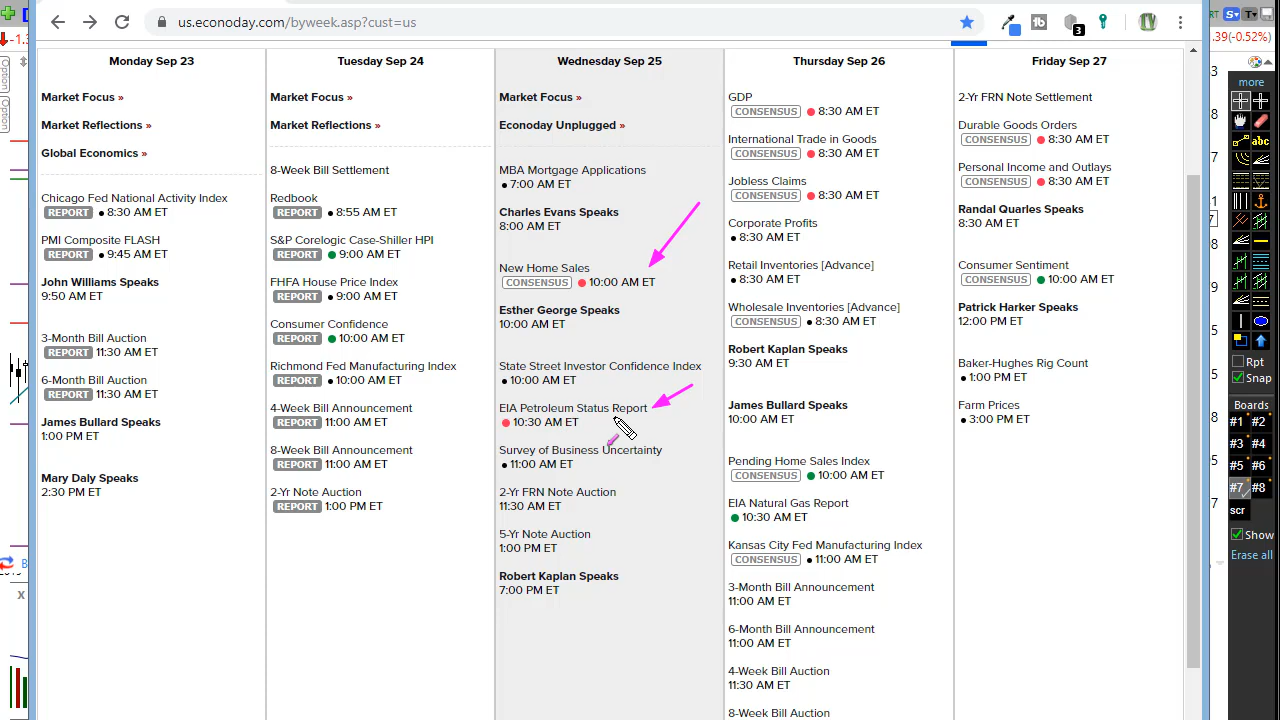 us.econoday.com/byweek.asp?cust=us
3
RT
S
T
-1.
.39(-0.52%)
Option
Option
more
abc
Monday Sep 23
Market Focus »
Market Reflections »
Global Economics »
Chicago Fed National Activity Index
REPORT • 8:30 AM ET
PMI Composite FLASH
REPORT • 9:45 AM ET
John Williams Speaks
9:50 AM ET
3-Month Bill Auction
REPORT 11:30 AM ET
6-Month Bill Auction
REPORT 11:30 AM ET
James Bullard Speaks
1:00 PM ET
Mary Daly Speaks
2:30 PM ET
Tuesday Sep 24
Market Focus »
Market Reflections »
8-Week Bill Settlement
Redbook
REPORT • 8:55 AM ET
S&P Corelogic Case-Shiller HPI
REPORT 9:00 AM ET
FHFA House Price Index
REPORT • 9:00 AM ET
Consumer Confidence
REPORT 10:00 AM ET
Richmond Fed Manufacturing Index
REPORT • 10:00 AM ET
4-Week Bill Announcement
REPORT 11:00 AM ET
8-Week Bill Announcement
REPORT 11:00 AM ET
2-Yr Note Auction
REPORT 1:00 PM ET
Wednesday Sep 25
Market Focus »
Econoday Unplugged »
MBA Mortgage Applications
• 7:00 AM ET
Charles Evans Speaks
8:00 AM ET
New Home Sales
CONSENSUS 10:00 AM ET
Esther George Speaks
10:00 AM ET
State Street Investor Confidence Index
• 10:00 AM ET
EIA Petroleum Status Report
10:30 AM ET
Survey of Business Uncertainty
• 11:00 AM ET
2-Yr FRN Note Auction
11:30 AM ET
5-Yr Note Auction
1:00 PM ET
Robert Kaplan Speaks
7:00 PM ET
Thursday Sep 26
GDP
CONSENSUS 8:30 AM ET
International Trade in Goods
CONSENSUS 8:30 AM ET
Jobless Claims
CONSENSUS 8:30 AM ET
Corporate Profits
• 8:30 AM ET
Retail Inventories [Advance]
• 8:30 AM ET
Wholesale Inventories [Advance]
CONSENSUS • 8:30 AM ET
Robert Kaplan Speaks
9:30 AM ET
James Bullard Speaks
10:00 AM ET
Pending Home Sales Index
CONSENSUS 10:00 AM ET
EIA Natural Gas Report
10:30 AM ET
Kansas City Fed Manufacturing Index
CONSENSUS • 11:00 AM ET
3-Month Bill Announcement
11:00 AM ET
6-Month Bill Announcement
11:00 AM ET
4-Week Bill Auction
11:30 AM ET
8-Week Bill Auction
Friday Sep 27
2-Yr FRN Note Settlement
Durable Goods Orders
CONSENSUS 8:30 AM ET
Personal Income and Outlays
CONSENSUS 8:30 AM ET
Randal Quarles Speaks
8:30 AM ET
Consumer Sentiment
CONSENSUS 10:00 AM ET
Patrick Harker Speaks
12:00 PM ET
Baker-Hughes Rig Count
• 1:00 PM ET
Farm Prices
• 3:00 PM ET
Rpt
Snap
Boards
#1 #2
#3 #4
#5 #6
#7 #8
scr
Show
Erase all